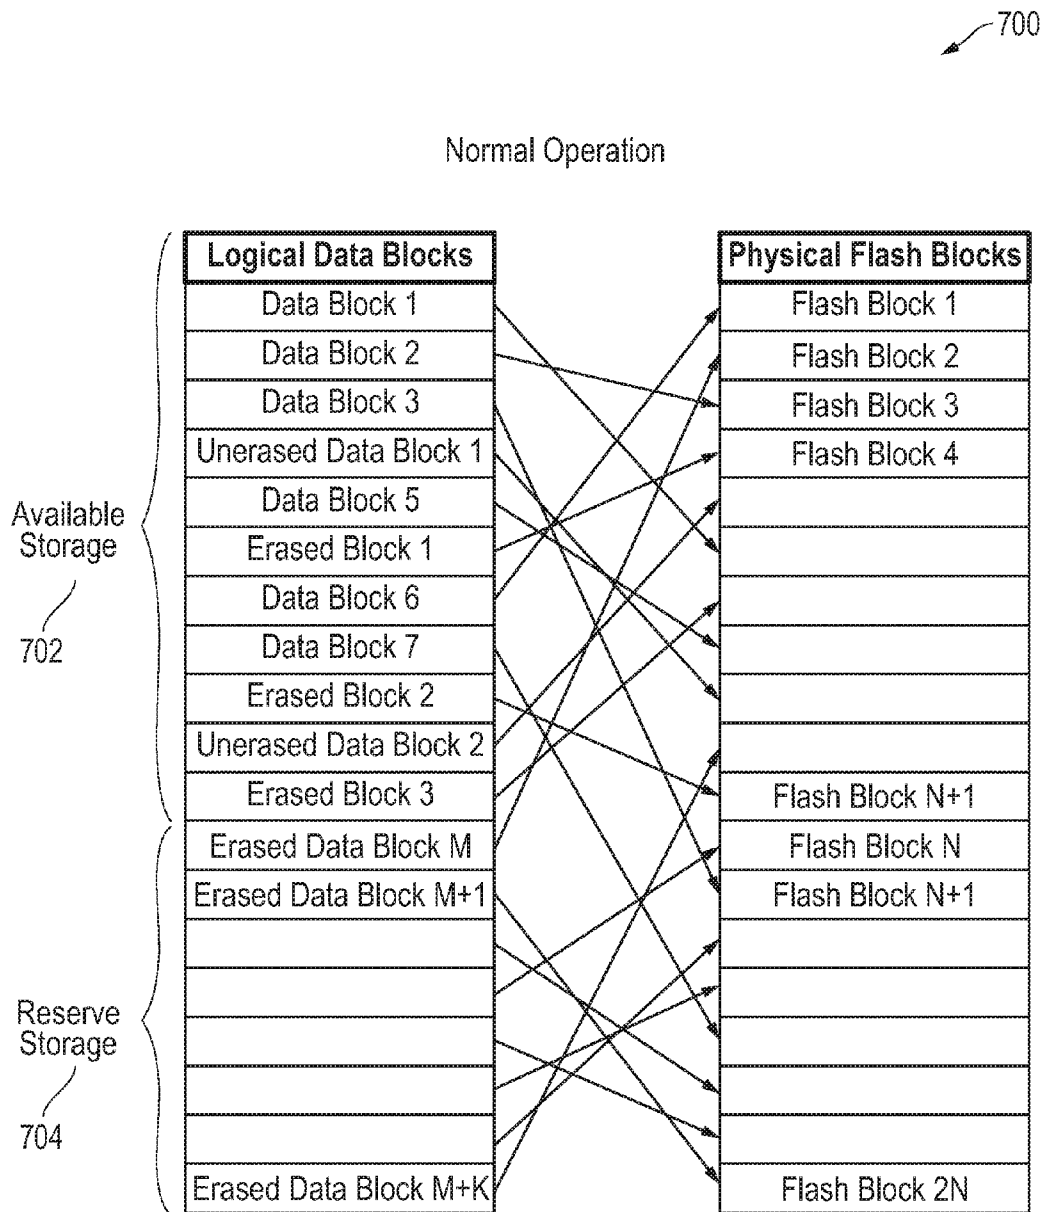 700
Normal Operation
Logical Data Blocks
Data Block 1
Data Block 2
Data Block 3
Unerased Data Block 1
Data Block 5
Erased Block 1
Data Block 6
Data Block 7
Erased Block 2
Unerased Data Block 2
Erased Block 3
Erased Data Block M
Erased Data Block M+1
Erased Data Block M+K
Available
Storage
702
Reserve
Storage
704
Physical Flash Blocks
Flash Block 1
Flash Block 2
Flash Block 3
Flash Block 4
Flash Block N+1
Flash Block N
Flash Block N+1
Flash Block 2N